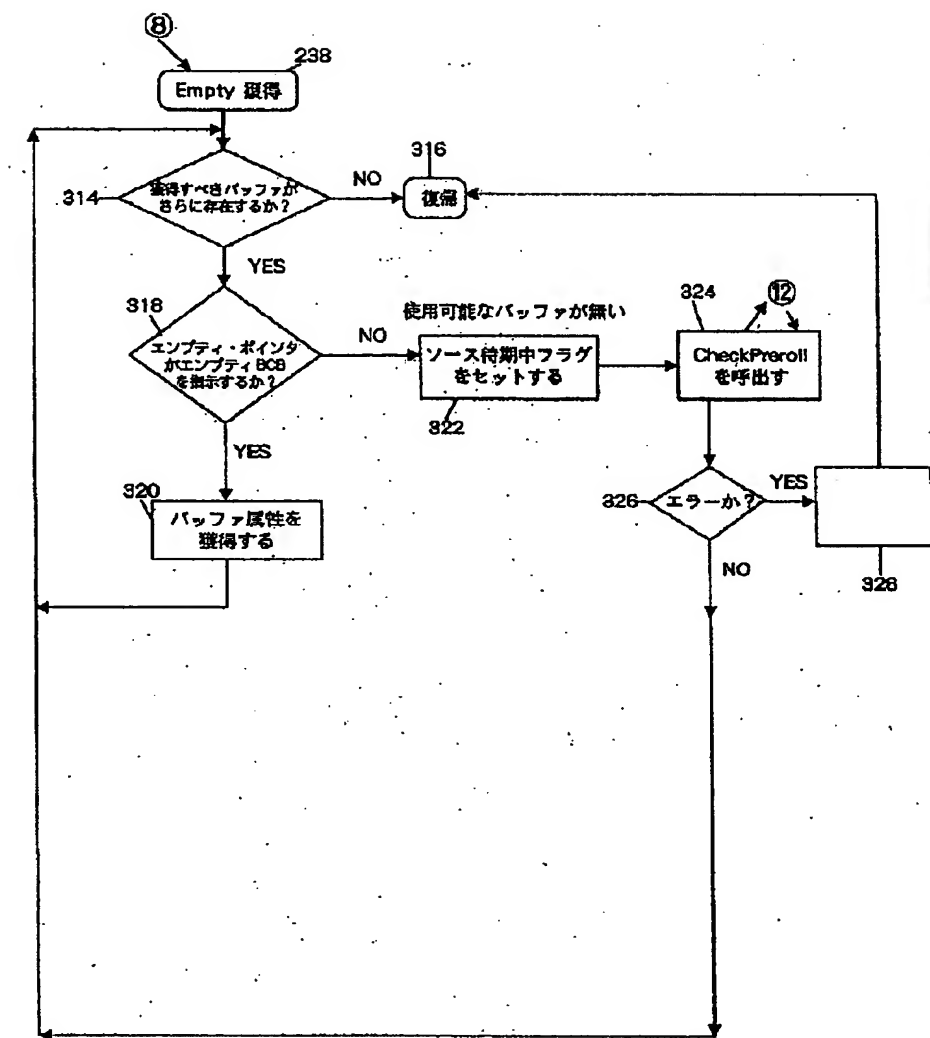 ⑧
238
Empty 獲得
316
314
獲得すべきバッファが
さらに存在するか?
NO
復帰
YES
318
エンプティ・ポインタ
がエンプティ BCB
を指示するか?
NO
使用可能なバッファが無い
ソース待期中フラグ
をセットする
322
324
⑫
CheckPreroll
を呼出す
YES
320
バッファ属性を
獲得する
326
エラーか?
YES
328
NO